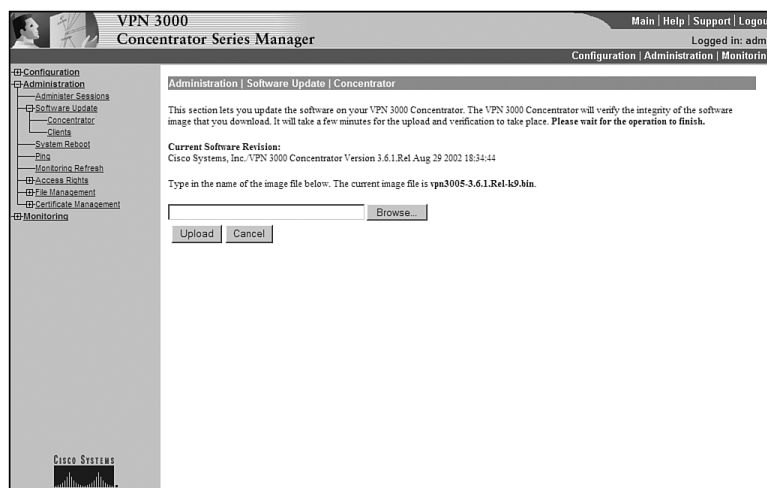 VPN 3000
Concentrator Series Manager
Main | Help | Support | Logou
Logged in: adm
Configuration | Administration | Monitorin
Configuration
Administration
Administer Sessions
Software Update
Concentrator
Clients
System Reboot
Ping
Monitoring Refresh
Access Rights
File Management
Certificate Management
Monitoring
Administration | Software Update | Concentrator
This section lets you update the software on your VPN 3000 Concentrator. The VPN 3000 Concentrator will verify the integrity of the software
image that you download. It will take a few minutes for the upload and verification to take place. Please wait for the operation to finish.
Current Software Revision:
Cisco Systems, Inc./VPN 3000 Concentrator Version 3.6.1.Rel Aug 29 2002 18:34:44
Type in the name of the image file below. The current image file is vpn3005-3.6.1.Rel-k9.bin.
Browse...
Upload Cancel
CISCO SYSTEMS